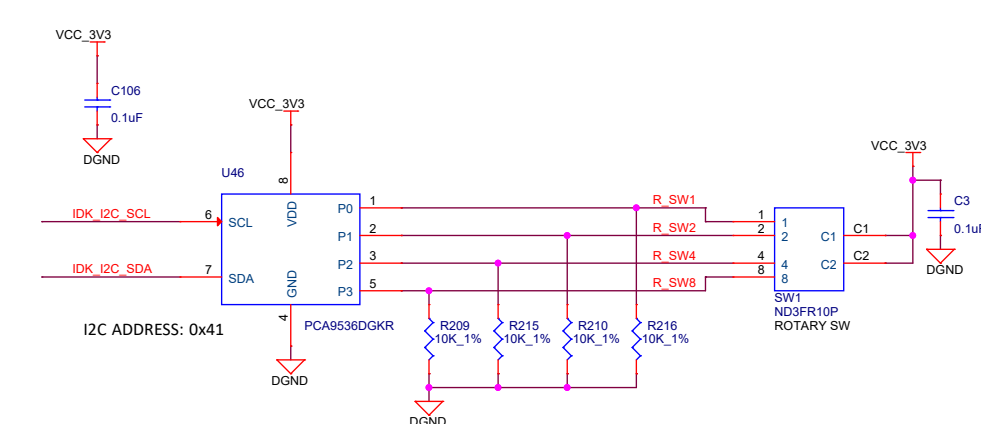 VCC_3V3
C106
0.1uF
DGND
VCC_3V3
U46
8
VDD
IDK_I2C_SCL
6
SCL
IDK_I2C_SDA
7
SDA
GND
4
P0
1
P1
2
P2
3
P3
5
PCA9536DGKR
I2C ADDRESS: 0x41
DGND
R_SW1
R_SW2
R_SW4
R_SW8
R209
10K_1%
R215
10K_1%
R210
10K_1%
R216
10K_1%
DGND
1
1
2
2
4
4
8
8
C1
C1
C2
C2
SW1
ND3FR10P
ROTARY SW
VCC_3V3
C3
0.1uF
DGND